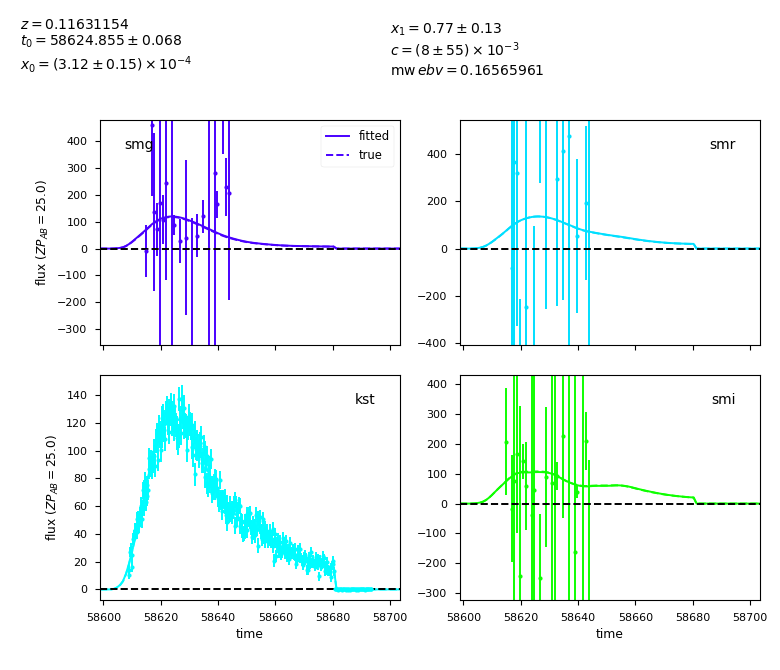 z = 0.11631154
t₀ = 58624.855 ± 0.068
x₀ = (3.12 ± 0.15) × 10⁻⁴
x₁ = 0.77 ± 0.13
c = (8 ± 55) × 10⁻³
mw ebv = 0.16565961
smg
fitted
true
400
300
200
100
0
−100
−200
−300
flux (ZP_AB = 25.0)
smr
400
200
0
−200
−400
kst
140
120
100
80
60
40
20
0
flux (ZP_AB = 25.0)
58600 58620 58640 58660 58680 58700
time
smi
400
300
200
100
0
−100
−200
−300
58600 58620 58640 58660 58680 58700
time